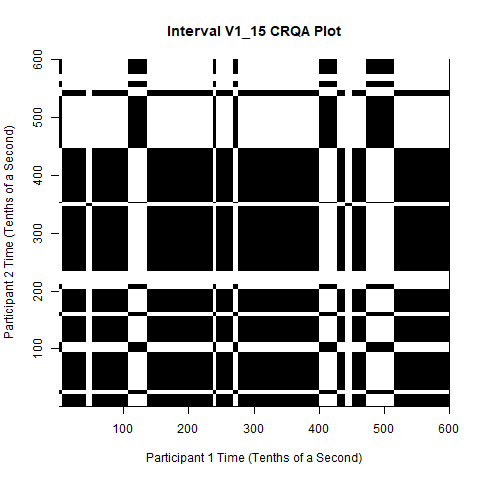 Interval V1_15 CRQA Plot
Participant 2 Time (Tenths of a Second)
600
500
400
300
200
100
100 200 300 400 500 600
Participant 1 Time (Tenths of a Second)